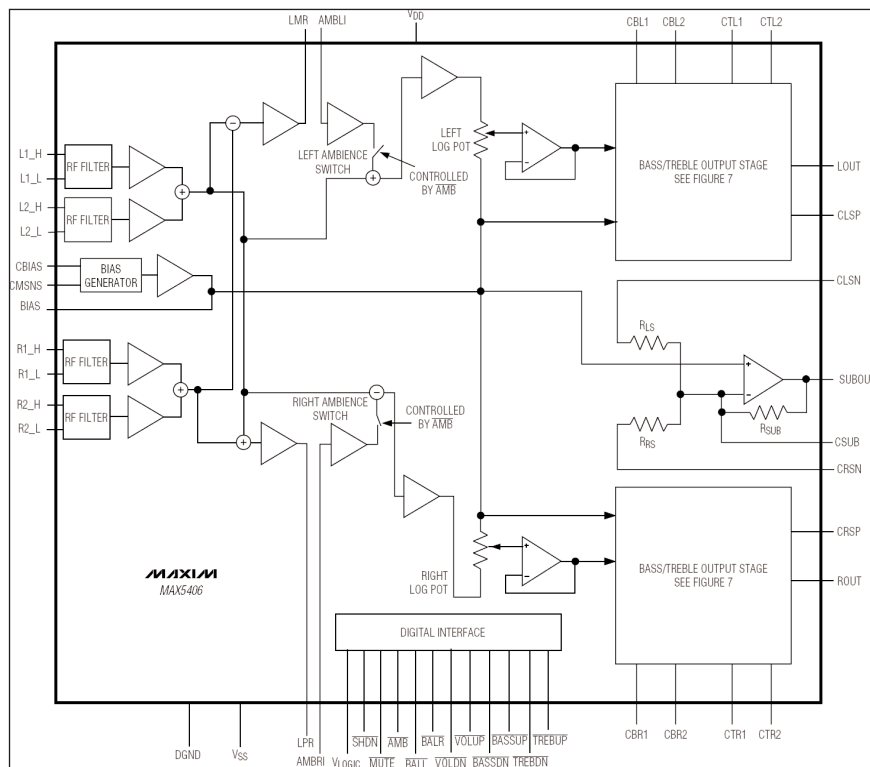 LMR AMBLI VDD CBL1 CBL2 CTL1 CTL2
L1_H
L1_L
RF FILTER
L2_H
L2_L
RF FILTER
LEFT AMBIENCE
SWITCH
CONTROLLED
BY AMB
LEFT
LOG POT
BASS/TREBLE OUTPUT STAGE
SEE FIGURE 7
LOUT
CLSP
CBIAS
CMSNS
BIAS
GENERATOR
BIAS
CLSN
RLS
SUBOU
RSUB
CSUB
RRS
CRSN
R1_H
R1_L
RF FILTER
R2_H
R2_L
RF FILTER
RIGHT AMBIENCE
SWITCH
CONTROLLED
BY AMB
RIGHT
LOG POT
BASS/TREBLE OUTPUT STAGE
SEE FIGURE 7
CRSP
ROUT
MAXIM
MAX5406
DIGITAL INTERFACE
DGND VSS LPR AMBRI VLOGIC SHDN MUTE AMB BALL BALR VOLDN VOLUP BASSDN BASSUP TREBDN TREBUP
CBR1 CBR2 CTR1 CTR2